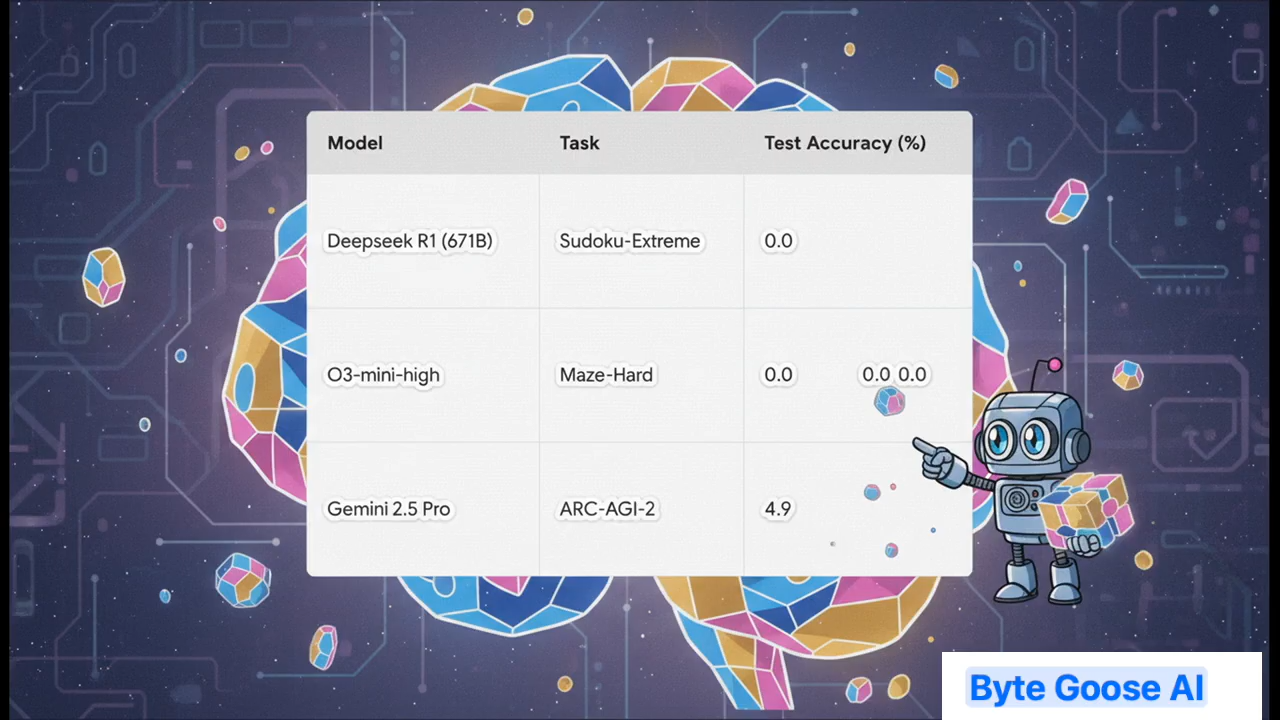 Model Task Test Accuracy (%)
Deepseek R1 (671B) Sudoku-Extreme 0.0
O3-mini-high Maze-Hard 0.0 0.0 0.0
Gemini 2.5 Pro ARC-AGI-2 4.9
Byte Goose AI